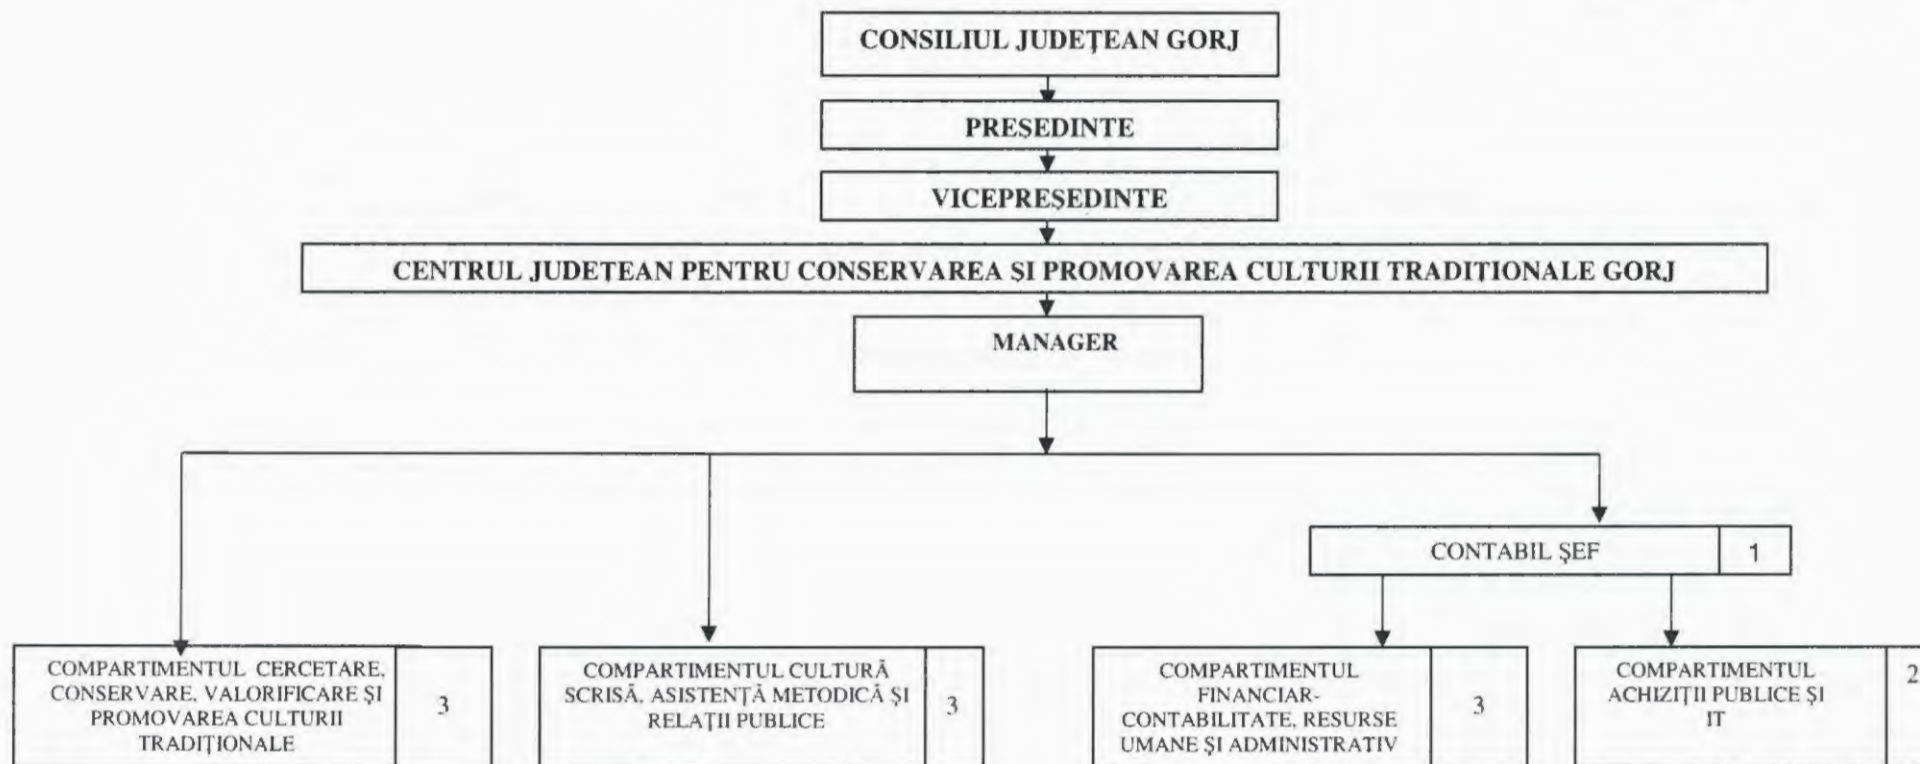 CONSILIUL JUDEȚEAN GORJ
PREȘEDINTE
VICEPREȘEDINTE
CENTRUL JUDEȚEAN PENTRU CONSERVAREA ȘI PROMOVAREA CULTURII TRADIȚIONALE GORJ
MANAGER
CONTABIL ȘEF
1
COMPARTIMENTUL CERCETARE,
CONSERVARE, VALORIFICARE ȘI
PROMOVAREA CULTURII
TRADIȚIONALE
3
COMPARTIMENTUL CULTURĂ
SCRISĂ, ASISTENȚĂ METODICĂ ȘI
RELAȚII PUBLICE
3
COMPARTIMENTUL
FINANCIAR-
CONTABILITATE, RESURSE
UMANE ȘI ADMINISTRATIV
3
COMPARTIMENTUL
ACHIZIȚII PUBLICE ȘI
IT
2